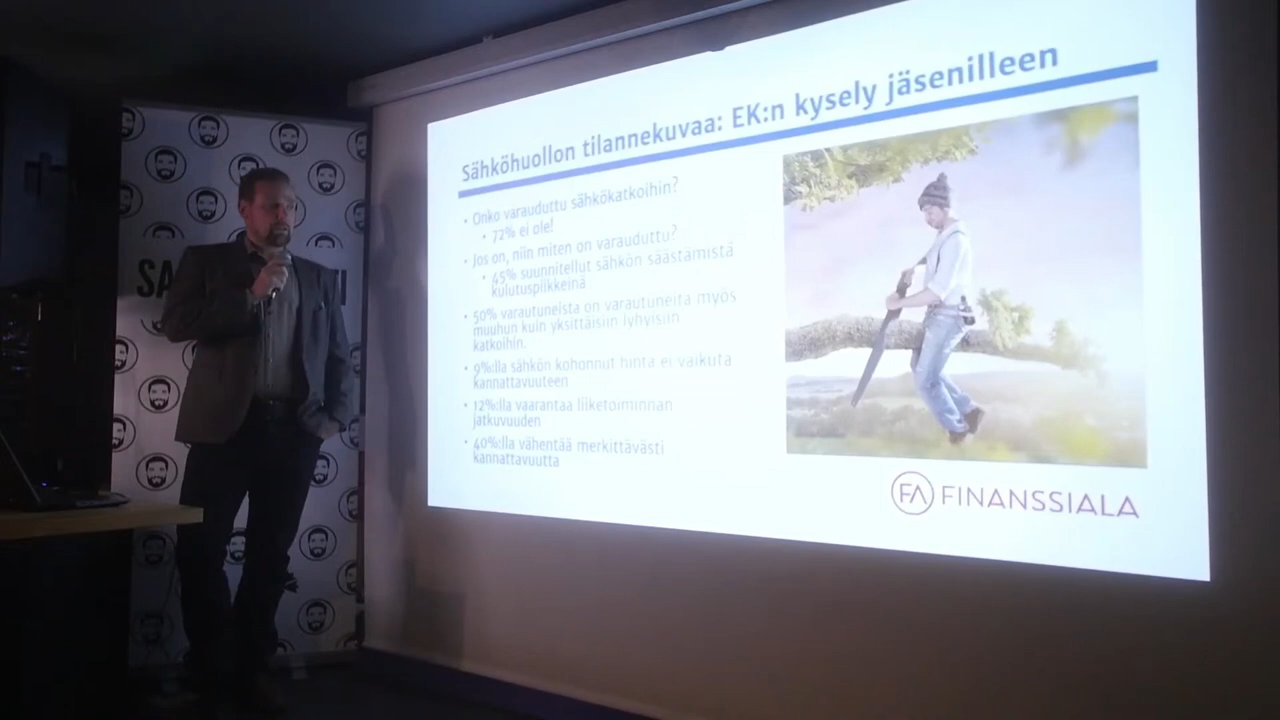 Sähköhuollon tilannekuvaa: EK:n kysely jäsenilleen
• Onko varauduttu sähkökatkoihin?
• 72% ei ole!
• Jos on, niin miten on varauduttu?
• 45% suunnitellut sähkön säästämistä
kulutuspiikkeinä
• 50% varautuneista on varautuneita myös
muuhun kuin yksittäisiin lyhyisiin
katkoihin.
• 9%:lla sähkön kohonnut hinta ei vaikuta
kannattavuuteen
• 12%:lla vaarantaa liiketoiminnan
jatkuvuuden
• 40%:lla vähentää merkittävästi
kannattavuutta
FA FINANSSIALA
SA